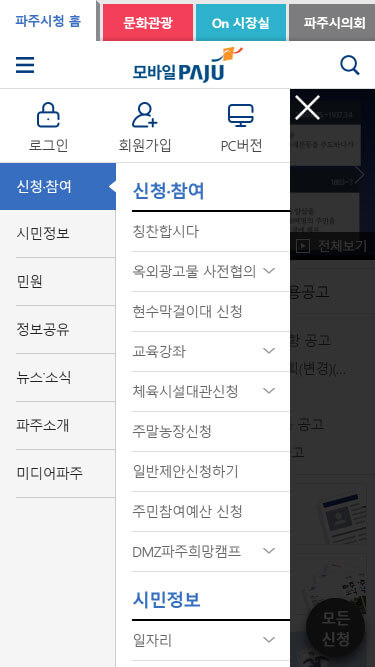 파주시청 홈
문화관광
On 시장실
파주시의회
모바일 PAJU
로그인
회원가입
PC버전
신청·참여
시민정보
민원
정보공유
뉴스·소식
파주소개
미디어파주
신청·참여
칭찬합시다
옥외광고물 사전협의
현수막걸이대 신청
교육강좌
체육시설대관신청
주말농장신청
일반제안신청하기
주민참여예산 신청
DMZ파주희망캠프
시민정보
일자리
전체보기
공고
공고
(변경)(...
공고
모든
신청